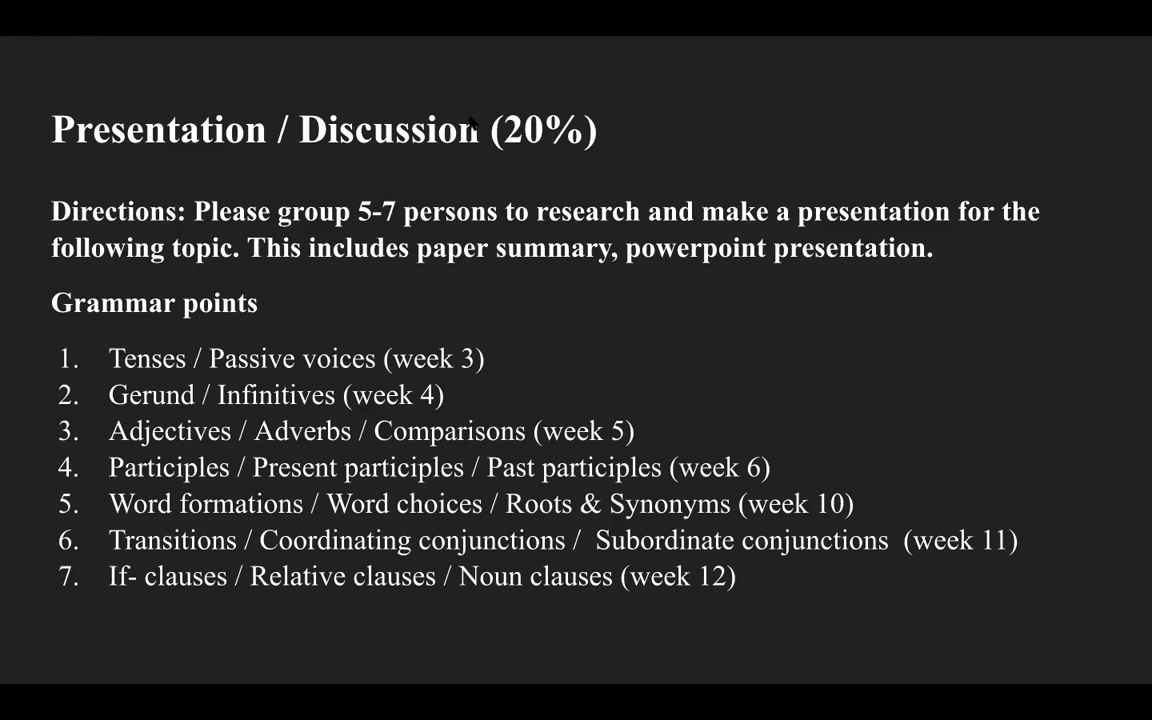 Presentation / Discussion (20%)
Directions: Please group 5-7 persons to research and make a presentation for the
following topic. This includes paper summary, powerpoint presentation.
Grammar points
1. Tenses / Passive voices (week 3)
2. Gerund / Infinitives (week 4)
3. Adjectives / Adverbs / Comparisons (week 5)
4. Participles / Present participles / Past participles (week 6)
5. Word formations / Word choices / Roots & Synonyms (week 10)
6. Transitions / Coordinating conjunctions / Subordinate conjunctions (week 11)
7. If- clauses / Relative clauses / Noun clauses (week 12)